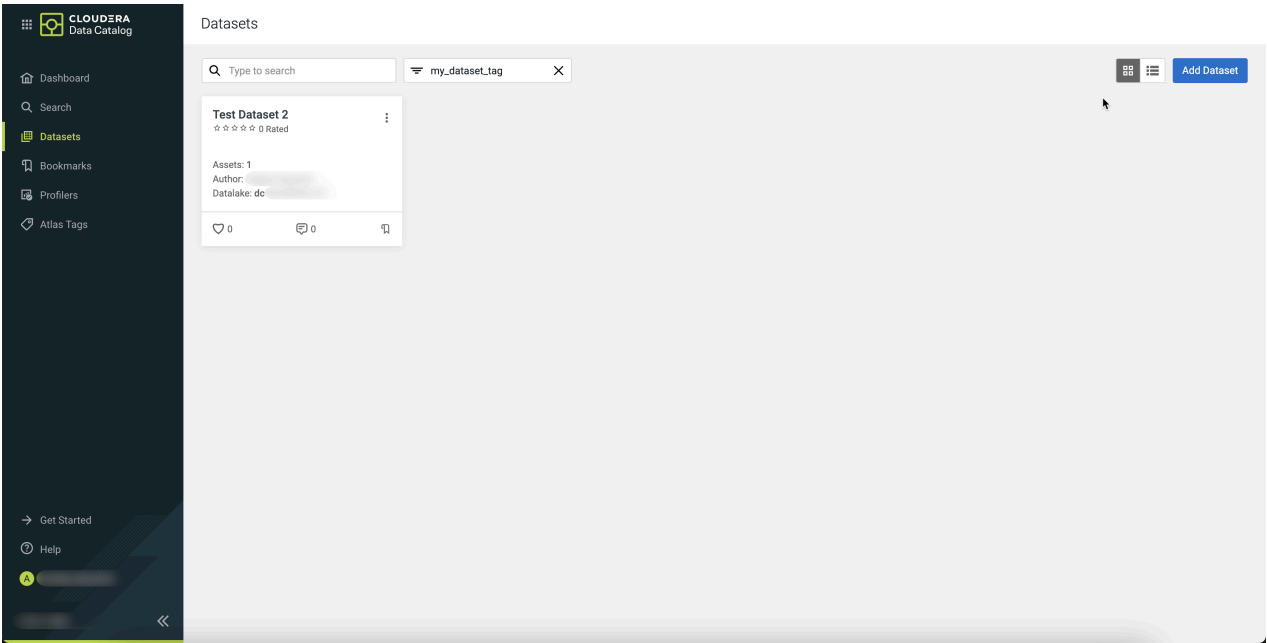 CLOUDERA
Data Catalog
Dashboard
Search
Datasets
Bookmarks
Profilers
Atlas Tags
Get Started
Help
A
Datasets
Type to search
my_dataset_tag
Add Dataset
Test Dataset 2
0 Rated
Assets: 1
Author:
Datalake: dc
0
0